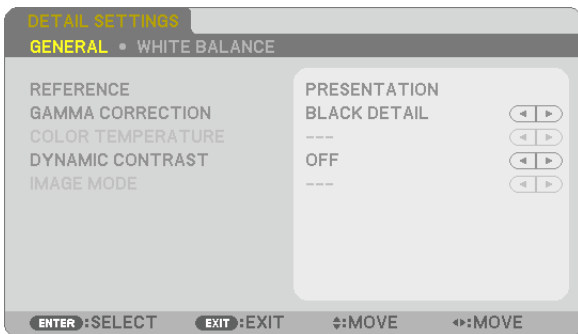 DETAIL SETTINGS
GENERAL • WHITE BALANCE
REFERENCE PRESENTATION
GAMMA CORRECTION BLACK DETAIL
COLOR TEMPERATURE ---
DYNAMIC CONTRAST OFF
IMAGE MODE ---
ENTER :SELECT EXIT :EXIT :MOVE :MOVE